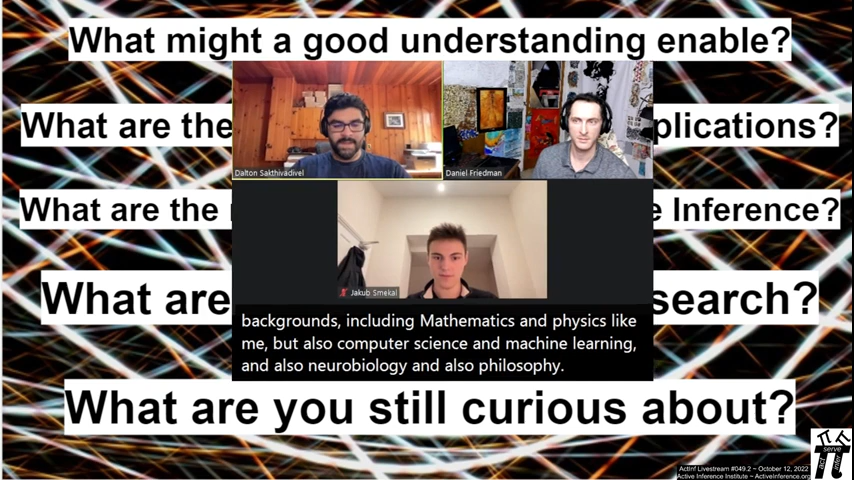 What might a good understanding enable?
What are the
plications?
What are the
e Inference?
What are
search?
What are you still curious about?
Dalton Sakthivadivel
Daniel Friedman
Jakub Smekal
backgrounds, including Mathematics and physics like
me, but also computer science and machine learning,
and also neurobiology and also philosophy.
serve
ActInf Livestream #049.2 ~ October 12, 2022
Active Inference Institute ~ ActiveInference.org